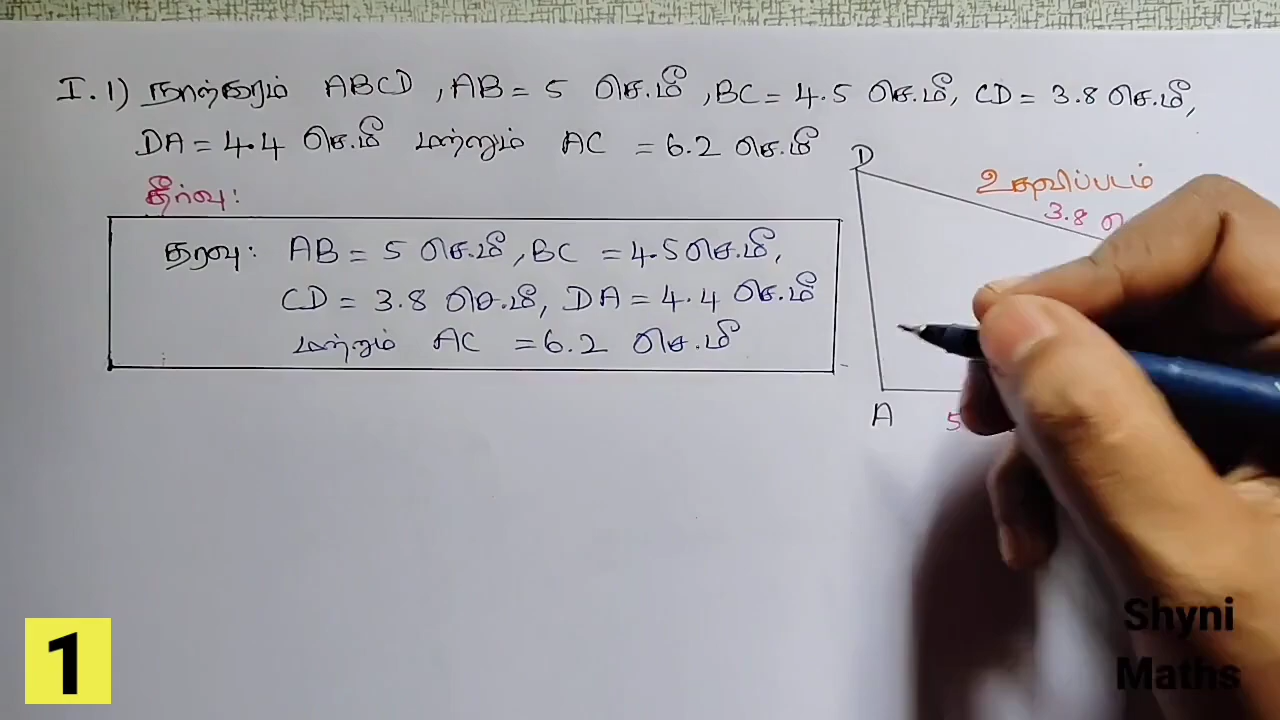 I. 1) நாற்கரம் ABCD , AB = 5 செ.மீ , BC = 4.5 செ.மீ, CD = 3.8 செ.மீ,
DA = 4.4 செ.மீ மற்றும் AC = 6.2 செ.மீ
தீர்வு:
தரவு: AB = 5 செ.மீ, BC = 4.5 செ.மீ,
CD = 3.8 செ.மீ, DA = 4.4 செ.மீ
மற்றும் AC = 6.2 செ.மீ
D
உதவிப்படம்
3.8
A
5
Shyni
Maths
1